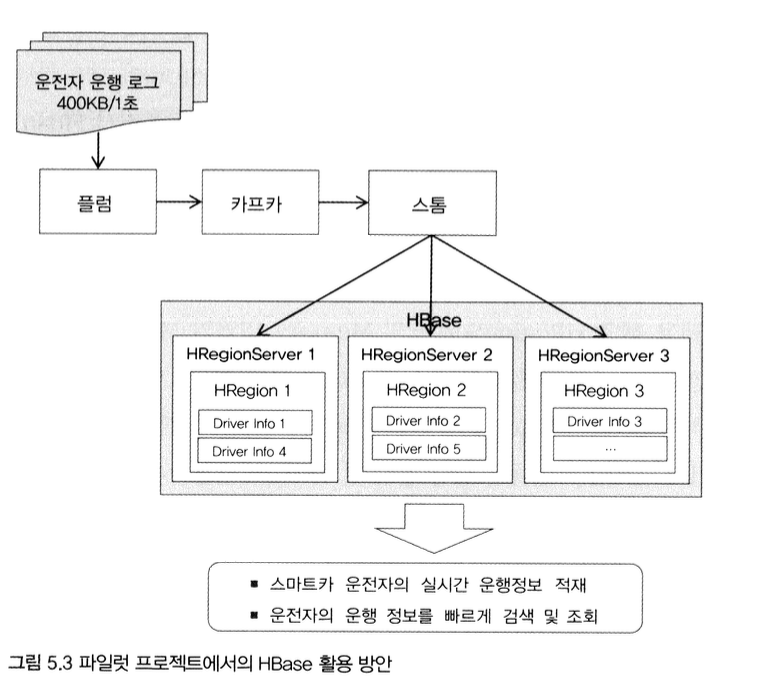 운전자 운행 로그
400KB/1초
플럼
카프카
스톰
HBase
HRegionServer 1
HRegionServer 2
HRegionServer 3
HRegion 1
HRegion 2
HRegion 3
Driver Info 1
Driver Info 2
Driver Info 3
Driver Info 4
Driver Info 5
...
■ 스마트카 운전자의 실시간 운행정보 적재
■ 운전자의 운행 정보를 빠르게 검색 및 조회
그림 5.3 파일럿 프로젝트에서의 HBase 활용 방안